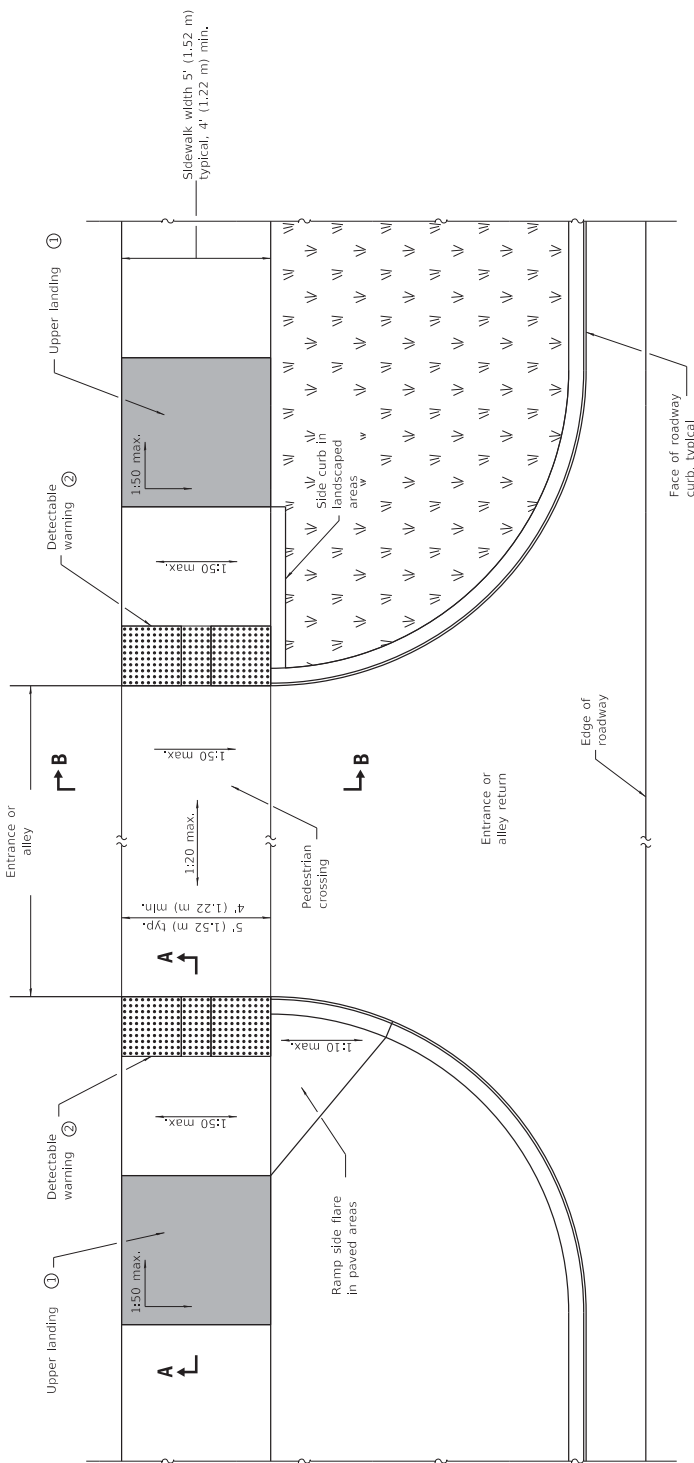 Sidewalk width 5' (1.52 m)
typical, 4' (1.22 m) min.
Upper landing ①
1:50 max.
Detectable
warning ②
1:50 max.
Side curb in
landscaped
areas
Face of roadway
curb, typical
Entrance or
alley
B
B
1:50 max.
1:20 max.
Pedestrian
crossing
5' (1.52 m) typ.
4' (1.22 m) min.
A
Entrance or
alley return
Edge of
roadway
Detectable
warning ②
1:50 max.
1:10 max.
Ramp side flare
in paved areas
Upper landing ①
1:50 max.
A